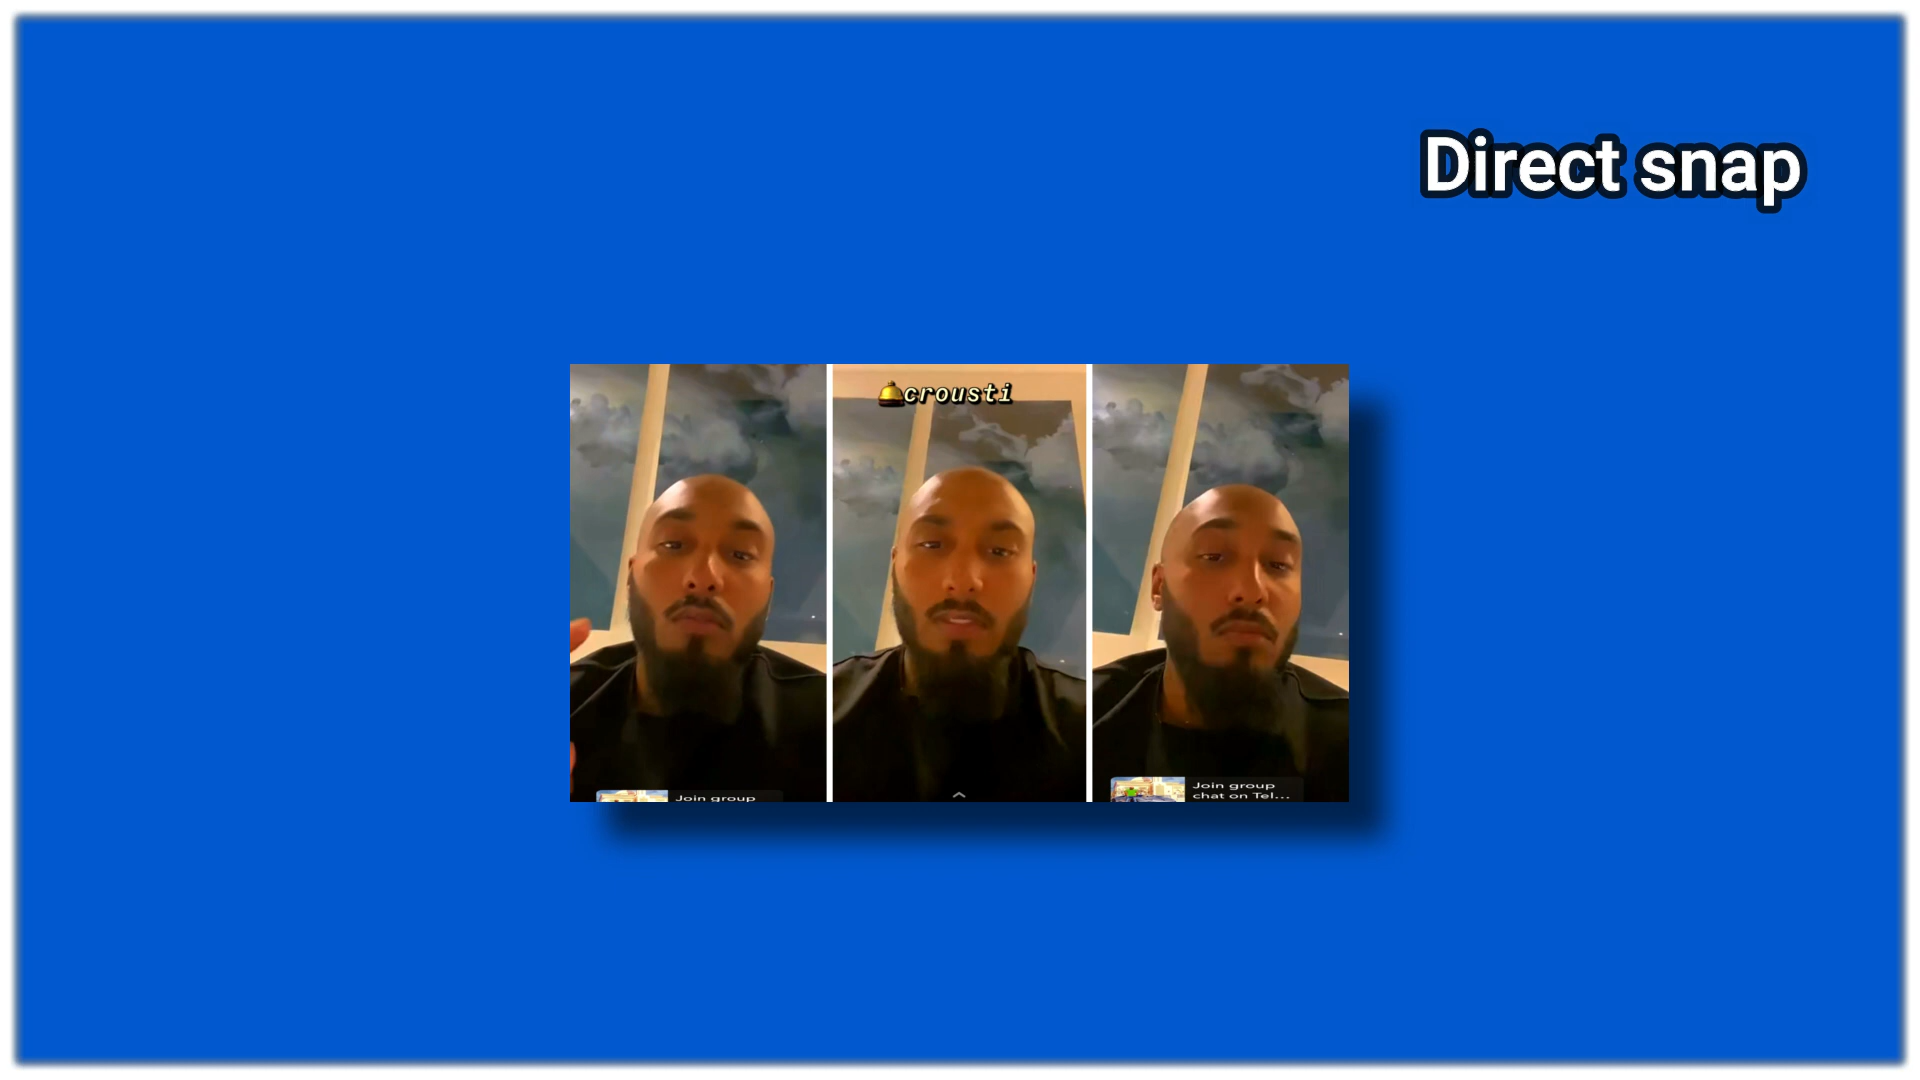 Direct snap
crousti
Join group
Join group
chat on Tel...